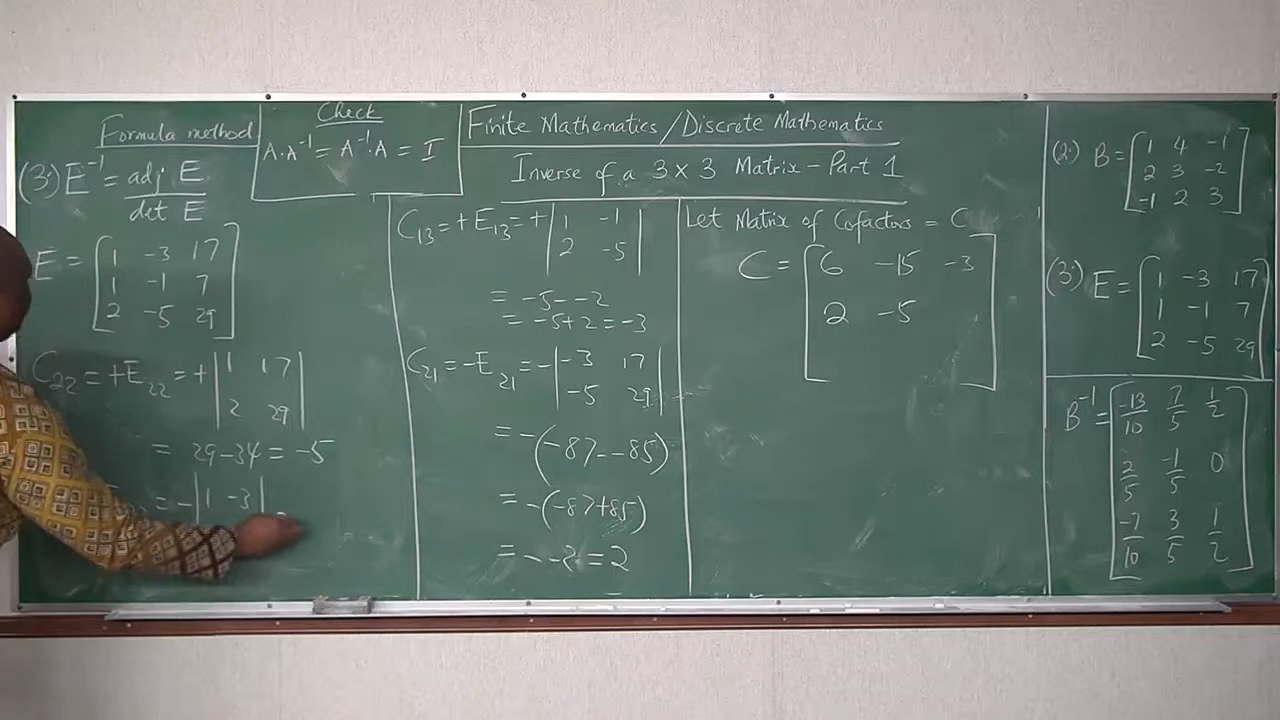 Formula method
(3:) E⁻¹ = adj E
det E
E = [1 -3 17
1 -1 7
2 -5 29]
C₂₂ = +E₂₂ = + |1 17|
|2 29|
= 29-34 = -5
= - |1 -3|
Check
A·A⁻¹ = A⁻¹·A = I
Finite Mathematics/Discrete Mathematics
Inverse of a 3x3 Matrix - Part 1
C₁₃ = +E₁₃ = + |1 -1|
|2 -5|
= -5--2
= -5+2 = -3
C₂₁ = -E₂₁ = - |-3 17|
|-5 29|
= -(-87--85)
= -(-87+85)
= --2 = 2
Let Matrix of Cofactors = C
C = [6 -15 -3
2 -5
]
(2:) B = [1 4 -1
2 3 -2
-1 2 3]
(3:) E = [1 -3 17
1 -1 7
2 -5 29]
B⁻¹ = [-13/10 7/5 1/2
2/5 -1/5 0
-7/10 3/5 1/2]